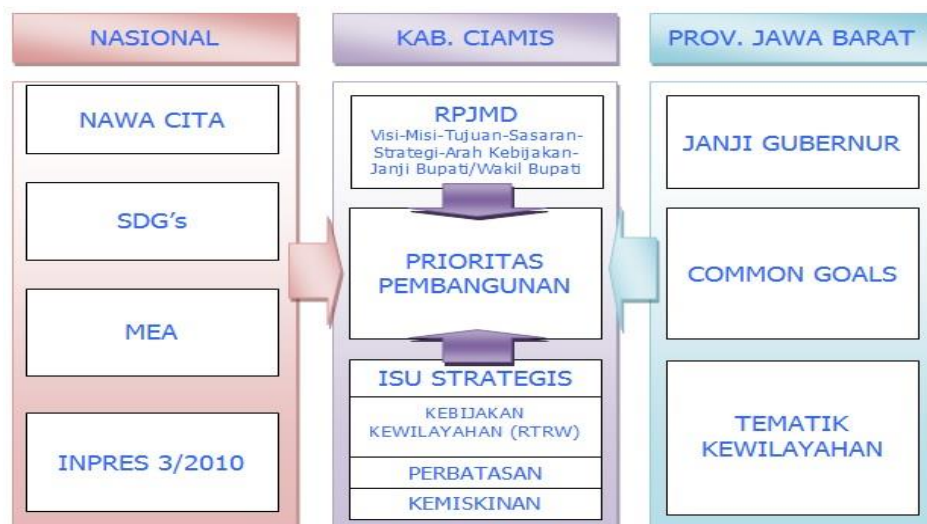 NASIONAL
NAWA CITA
SDG’s
MEA
INPRES 3/2010
KAB. CIAMIS
RPJMD
Visi-Misi-Tujuan-Sasaran-
Strategi-Arah Kebijakan-
Janji Bupati/Wakil Bupati
PRIORITAS
PEMBANGUNAN
ISU STRATEGIS
KEBIJAKAN
KEWILAYAHAN (RTRW)
PERBATASAN
KEMISKINAN
PROV. JAWA BARAT
JANJI GUBERNUR
COMMON GOALS
TEMATIK
KEWILAYAHAN